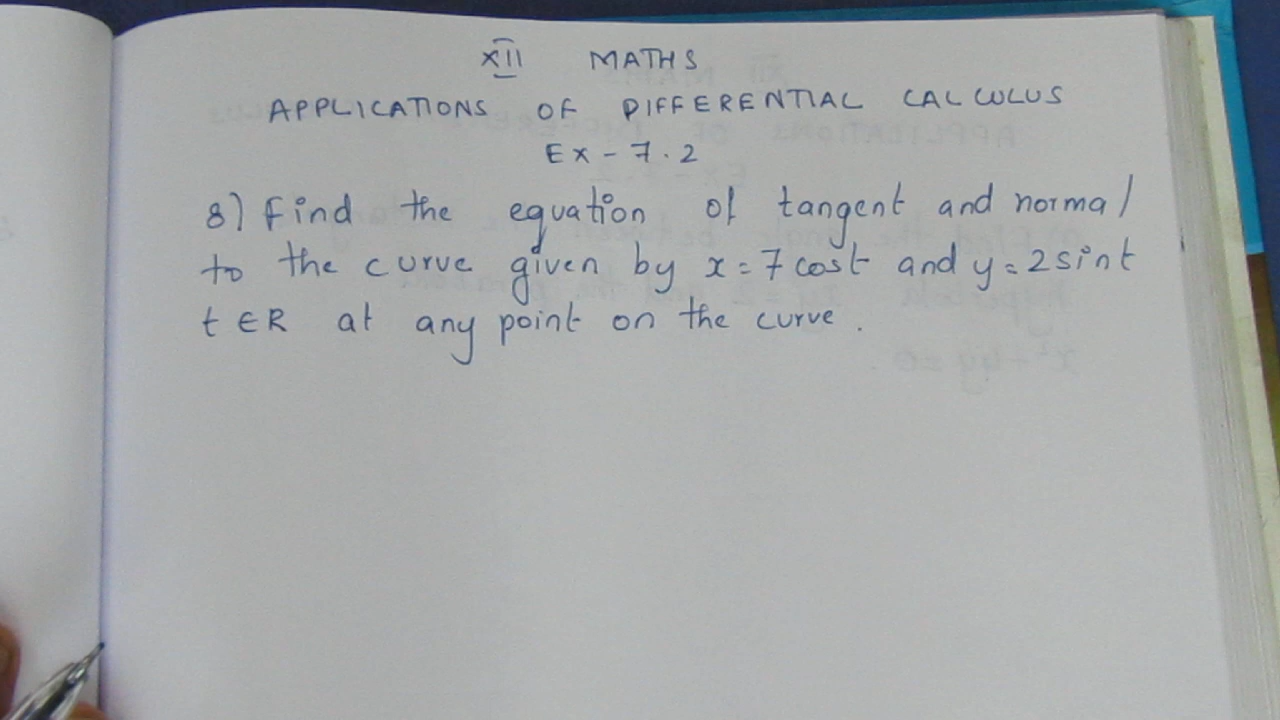 XII MATHS
APPLICATIONS OF DIFFERENTIAL CALCULUS
Ex - 7.2
8) Find the equation of tangent and normal
to the curve given by x = 7 cost and y = 2 sint
t ∈ R at any point on the curve.